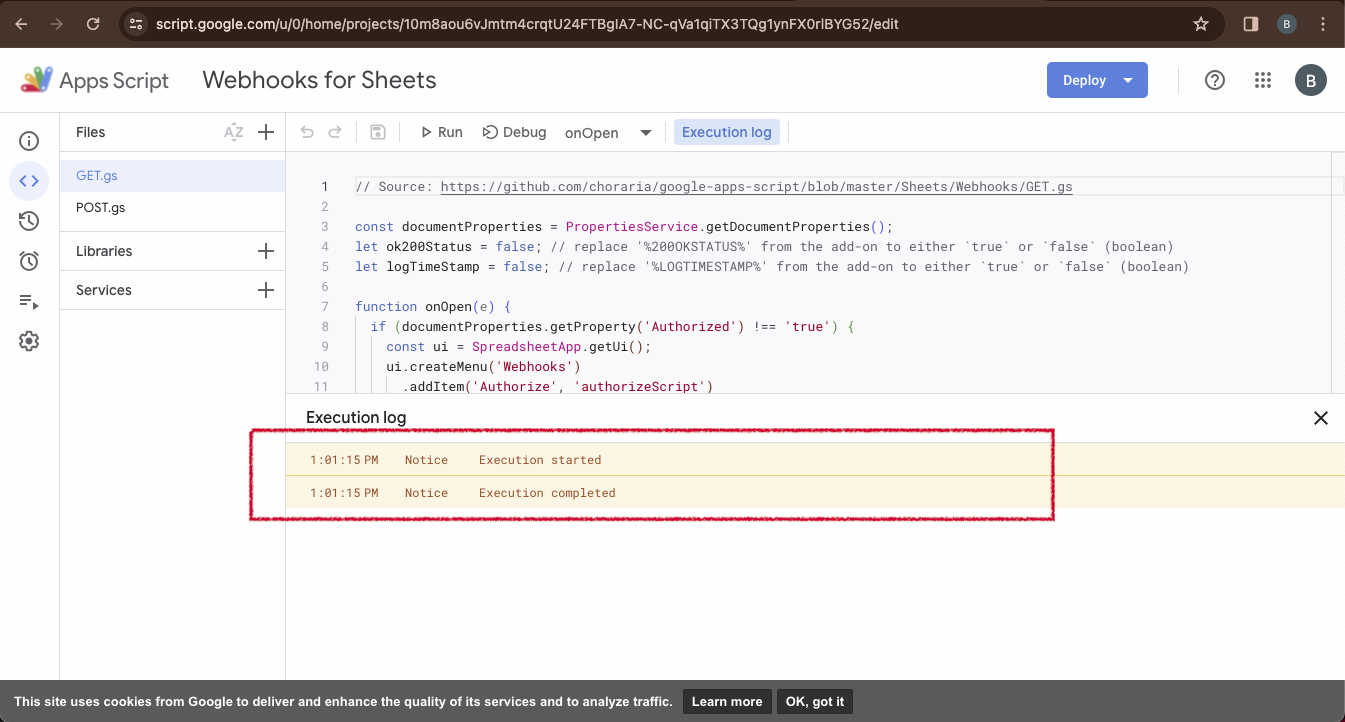 script.google.com/u/0/home/projects/10m8aou6vJmtm4crqtU24FTBgIA7-NC-qVa1qiTX3TQg1ynFX0rlBYG52/edit
B
Apps Script
Webhooks for Sheets
Deploy
B
Files
AZ
Run
Debug
onOpen
Execution log
GET.gs
POST.gs
Libraries
Services
1 // Source: https://github.com/choraria/google-apps-script/blob/master/Sheets/Webhooks/GET.gs
2
3 const documentProperties = PropertiesService.getDocumentProperties();
4 let ok200Status = false; // replace '%200OKSTATUS%' from the add-on to either `true` or `false` (boolean)
5 let logTimeStamp = false; // replace '%LOGTIMESTAMP%' from the add-on to either `true` or `false` (boolean)
6
7 function onOpen(e) {
8 if (documentProperties.getProperty('Authorized') !== 'true') {
9 const ui = SpreadsheetApp.getUi();
10 ui.createMenu('Webhooks')
11 .addItem('Authorize', 'authorizeScript')
Execution log
1:01:15 PM Notice Execution started
1:01:15 PM Notice Execution completed
This site uses cookies from Google to deliver and enhance the quality of its services and to analyze traffic. Learn more OK, got it